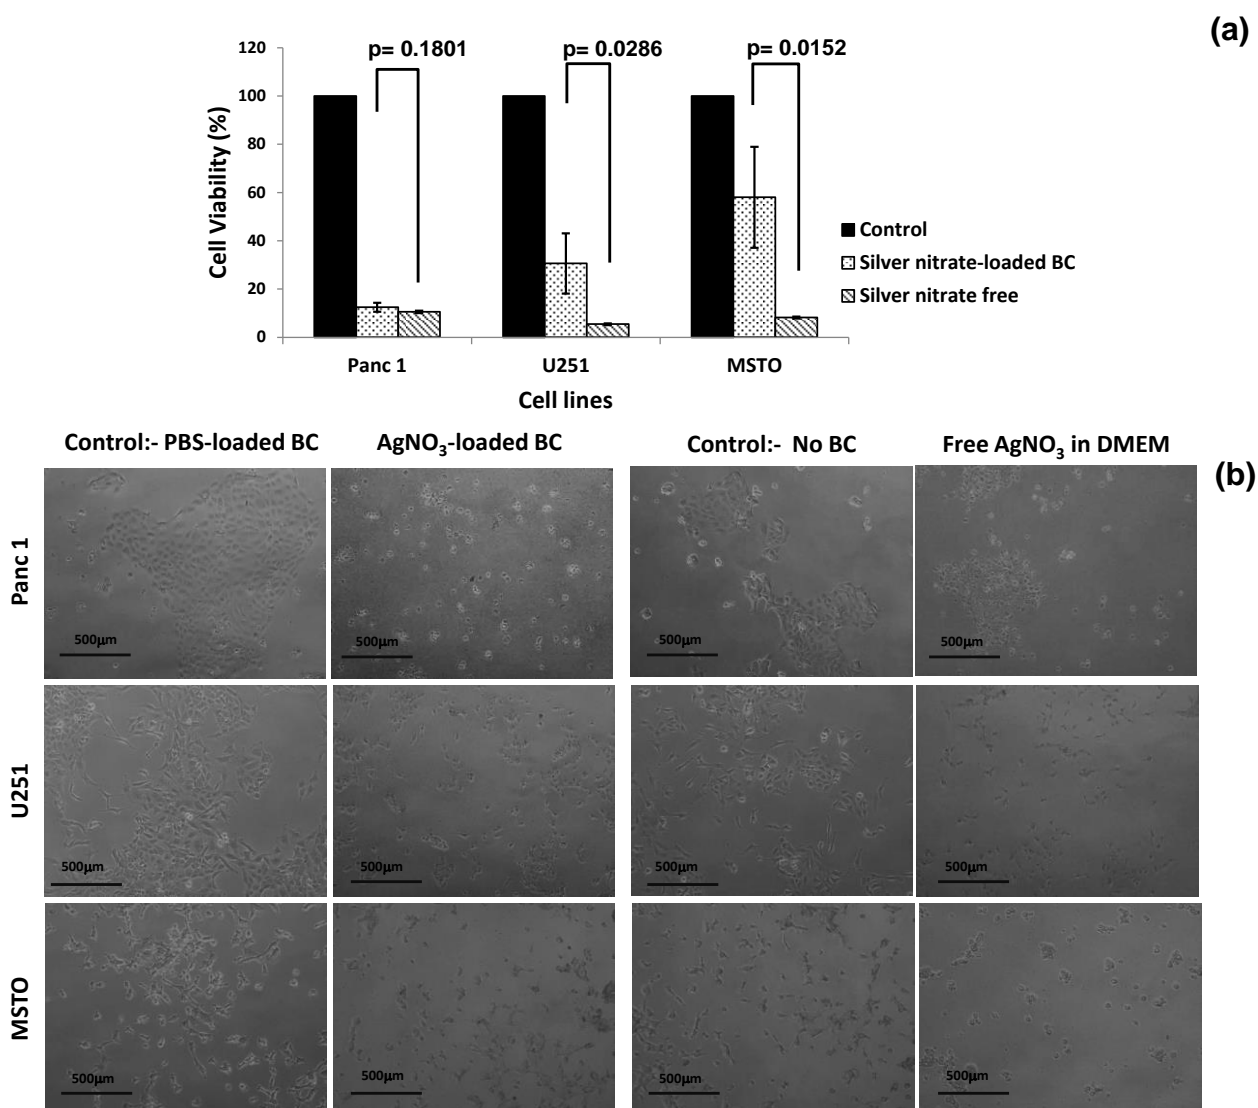 (a)
p= 0.1801
p= 0.0286
p= 0.0152
120
100
80
60
40
20
0
Cell Viability (%)
Panc 1
U251
MSTO
Cell lines
Control
Silver nitrate-loaded BC
Silver nitrate free
(b)
Control:- PBS-loaded BC
AgNO₃-loaded BC
Control:- No BC
Free AgNO₃ in DMEM
Panc 1
500µm
500µm
500µm
500µm
U251
500µm
500µm
500µm
500µm
MSTO
500µm
500µm
500µm
500µm